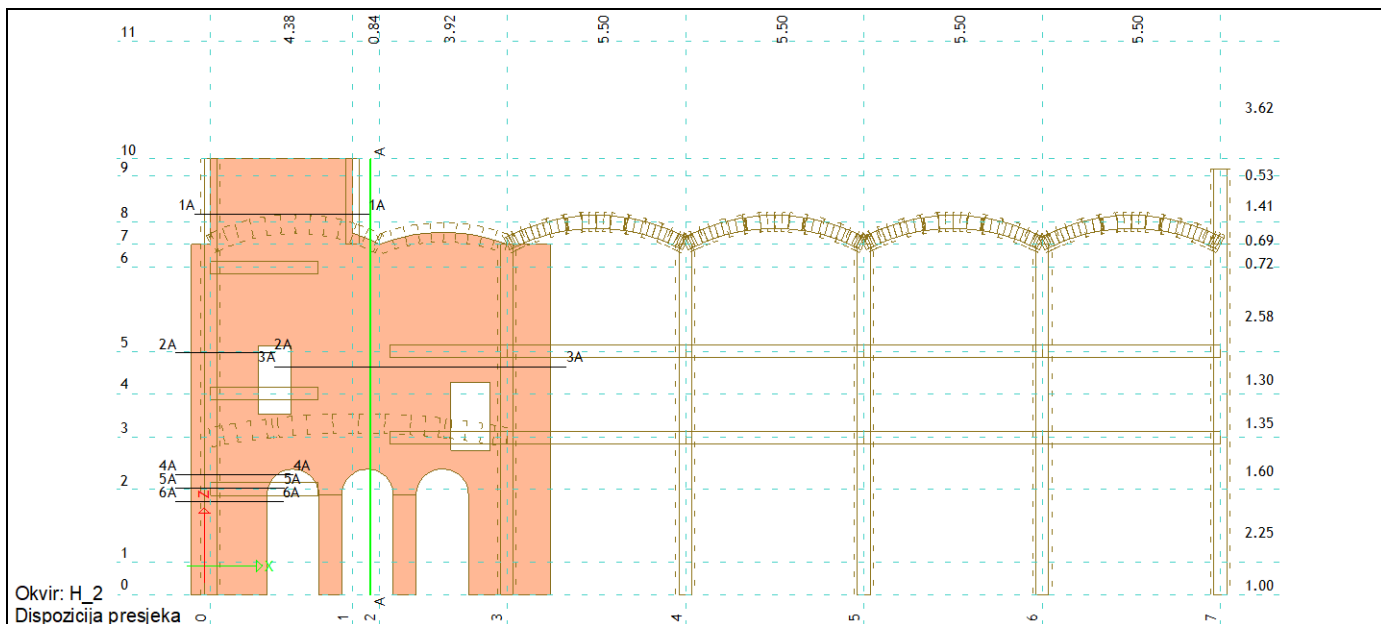 4.38 0.84 3.92 5.50 5.50 5.50 5.50
11
3.62
10
9
0.53
8
1A 1A A
1.41
7
0.69
6
0.72
2.58
5
2A 2A
3A 3A
4
1.30
3
1.35
4A 4A
5A 5A
6A 6A
2
1.60
Z
2.25
1
X
0
1.00
Okvir: H_2
Dispozicija presjeka
0 1 2 A 3 4 5 6 7